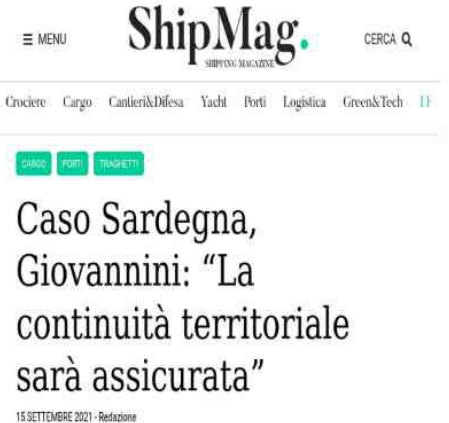 ≡ MENU
ShipMag.
SHIPPING MAGAZINE
CERCA
Crociere Cargo Cantieri&Difesa Yacht Porti Logistica Green&Tech
CARGO PORTI TRAGHETTI
Caso Sardegna,
Giovannini: “La
continuità territoriale
sarà assicurata”
15 SETTEMBRE 2021 - Redazione